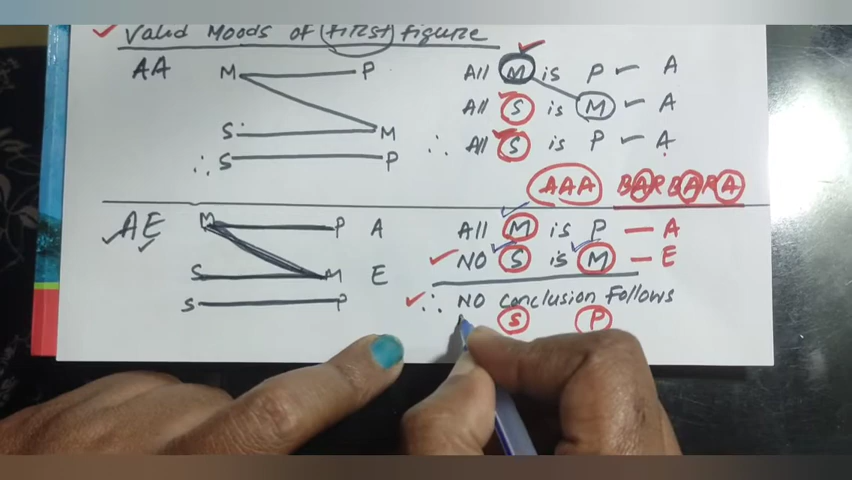 ✓ Valid Moods of first figure
AA M P All M is P ✓ A
S M All S is M ✓ A
∴ S P ∴ All S is P ✓ A
AAA BARBARA
AE M P A All M is P — A
S M E NO S is M — E
S P ∴ NO conclusion Follows
S P